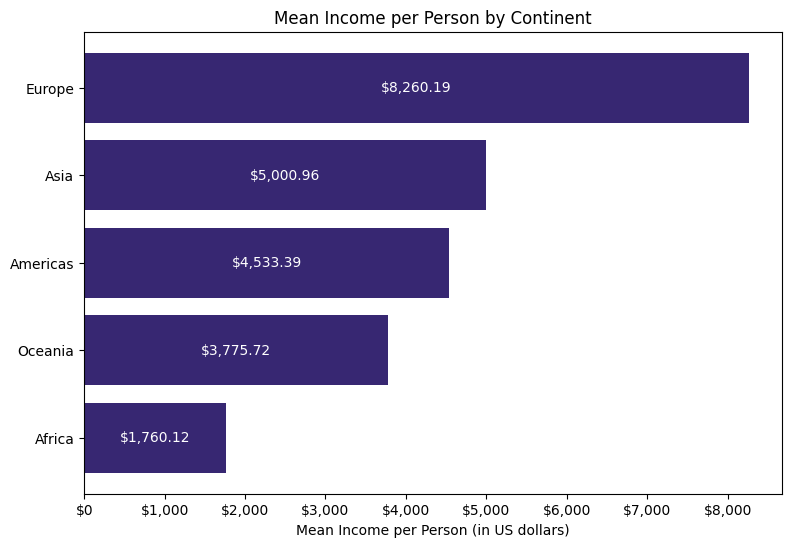 Mean Income per Person by Continent
Europe
$8,260.19
Asia
$5,000.96
Americas
$4,533.39
Oceania
$3,775.72
Africa
$1,760.12
$0 $1,000 $2,000 $3,000 $4,000 $5,000 $6,000 $7,000 $8,000
Mean Income per Person (in US dollars)